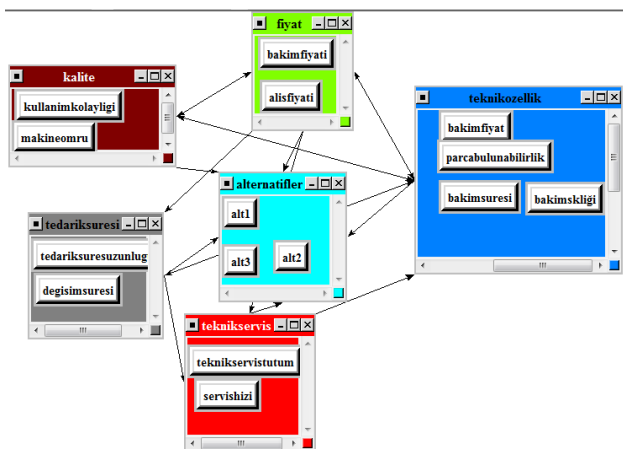 fiyat
bakimfiyati
alisfiyati
kalite
kullanimkolayligi
makineomru
teknikozellik
bakimfiyat
parcabulunabilirlik
bakimsuresi
bakimskliği
alternatifler
alt1
alt3
alt2
tedariksuresi
tedariksuresuzunlug
degisimsuresi
teknikservis
teknikservistutum
servishizi